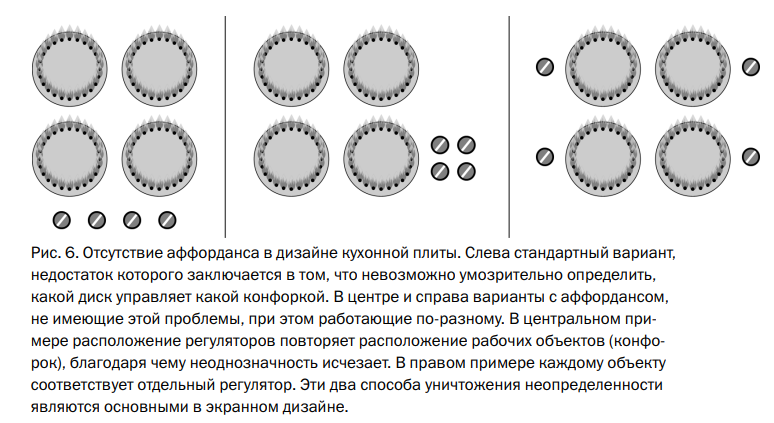 Рис. 6. Отсутствие аффорданса в дизайне кухонной плиты. Слева стандартный вариант,
недостаток которого заключается в том, что невозможно умозрительно определить,
какой диск управляет какой конфоркой. В центре и справа варианты с аффордансом,
не имеющие этой проблемы, при этом работающие по-разному. В центральном при-
мере расположение регуляторов повторяет расположение рабочих объектов (конфо-
рок), благодаря чему неоднозначность исчезает. В правом примере каждому объекту
соответствует отдельный регулятор. Эти два способа уничтожения неопределенности
являются основными в экранном дизайне.